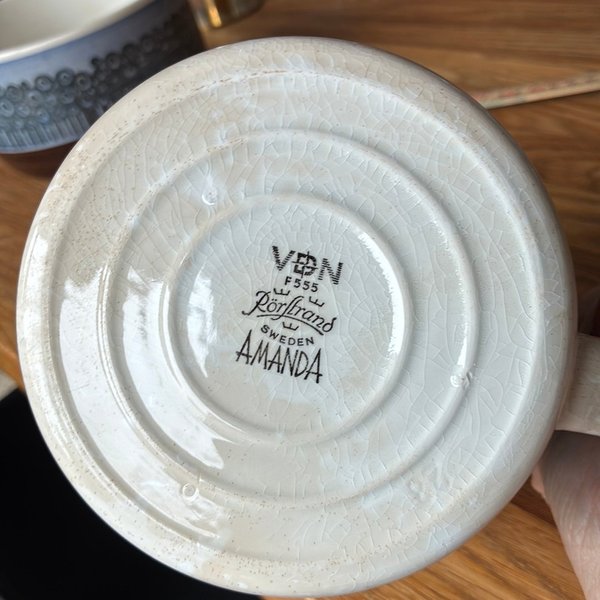 VDN
F555
Rörstrand
SWEDEN
AMANDA